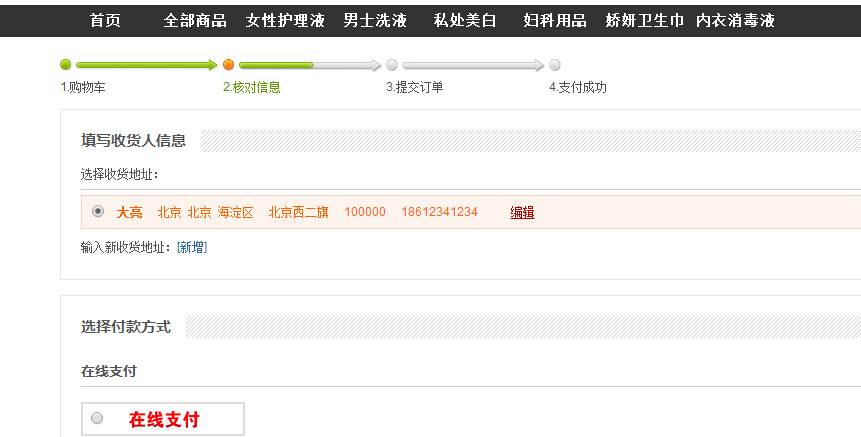 首页 全部商品 女性护理液 男士洗液 私处美白 妇科用品 娇妍卫生巾 内衣消毒液
1.购物车 2.核对信息 3.提交订单 4.支付成功
填写收货人信息
选择收货地址：
大亮 北京 北京 海淀区 北京西二旗 100000 18612341234 编辑
输入新收货地址：[新增]
选择付款方式
在线支付
在线支付